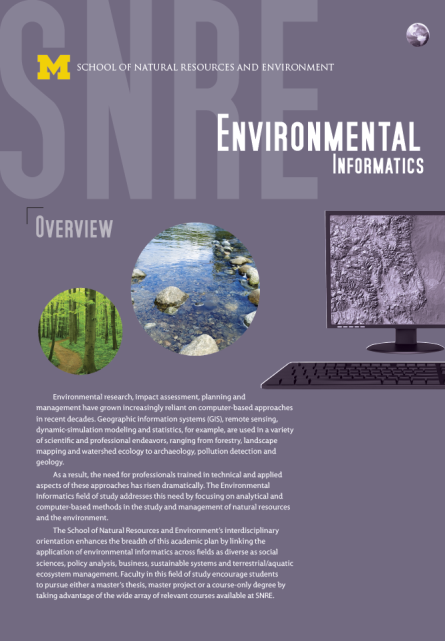 SNRE
M SCHOOL OF NATURAL RESOURCES AND ENVIRONMENT
ENVIRONMENTAL
INFORMATICS
OVERVIEW
Environmental research, impact assessment, planning and
management have grown increasingly reliant on computer-based approaches
in recent decades. Geographic information systems (GIS), remote sensing,
dynamic-simulation modeling and statistics, for example, are used in a variety
of scientific and professional endeavors, ranging from forestry, landscape
mapping and watershed ecology to archaeology, pollution detection and
geology.
As a result, the need for professionals trained in technical and applied
aspects of these approaches has risen dramatically. The Environmental
Informatics field of study addresses this need by focusing on analytical and
computer-based methods in the study and management of natural resources
and the environment.
The School of Natural Resources and Environment's interdisciplinary
orientation enhances the breadth of this academic plan by linking the
application of environmental informatics across fields as diverse as social
sciences, policy analysis, business, sustainable systems and terrestrial/aquatic
ecosystem management. Faculty in this field of study encourage students
to pursue either a master's thesis, master project or a course-only degree by
taking advantage of the wide array of relevant courses available at SNRE.